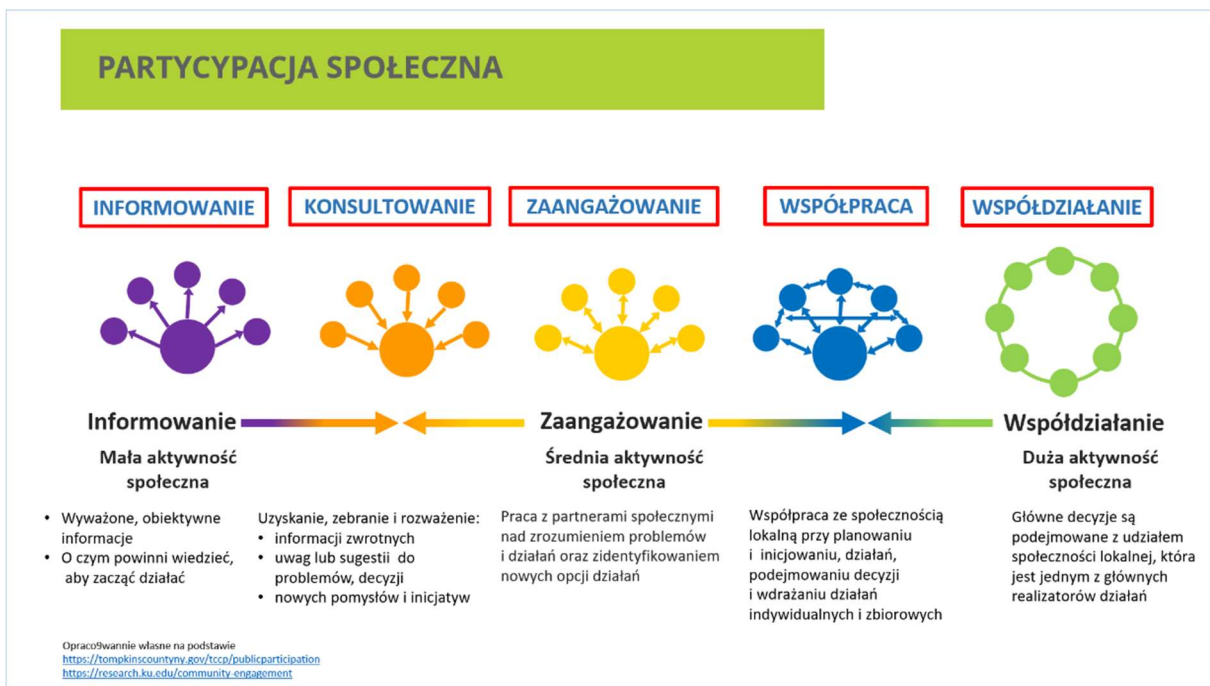 PARTYCYPACJA SPOŁECZNA
INFORMOWANIE
KONSULTOWANIE
ZAANGAŻOWANIE
WSPÓŁPRACA
WSPÓŁDZIAŁANIE
Informowanie
Zaangażowanie
Współdziałanie
Mała aktywność
społeczna
Średnia aktywność
społeczna
Duża aktywność
społeczna
• Wyważone, obiektywne
informacje
• O czym powinni wiedzieć,
aby zacząć działać
Uzyskanie, zebranie i rozważenie:
• informacji zwrotnych
• uwag lub sugestii do
problemów, decyzji
• nowych pomysłów i inicjatyw
Praca z partnerami społecznymi
nad zrozumieniem problemów
i działań oraz zidentyfikowaniem
nowych opcji działań
Współpraca ze społecznością
lokalną przy planowaniu
i inicjowaniu, działań,
podejmowaniu decyzji
i wdrażaniu działań
indywidualnych i zbiorowych
Główne decyzje są
podejmowane z udziałem
społeczności lokalnej, która
jest jednym z głównych
realizatorów działań
Opraco9wannie własne na podstawie
https://tompkinscountyny.gov/tccp/publicparticipation
https://research.ku.edu/community-engagement